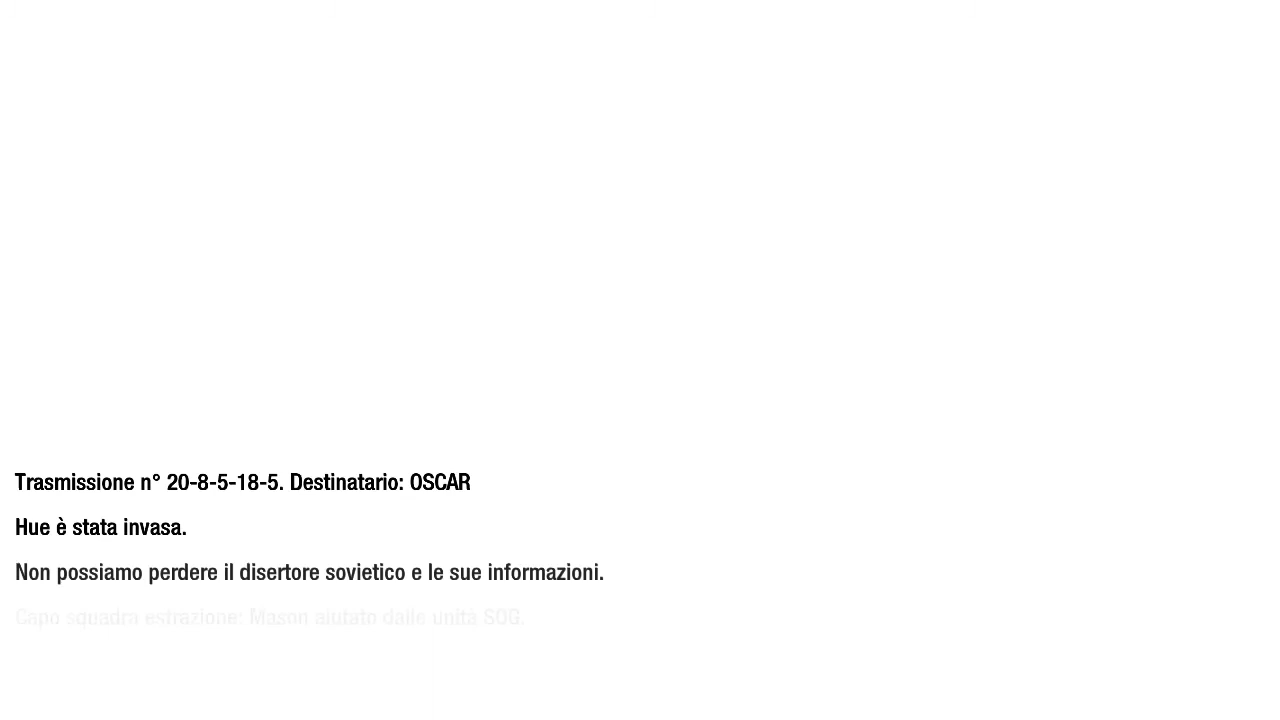 Trasmissione n° 20-8-5-18-5. Destinatario: OSCAR
Hue è stata invasa.
Non possiamo perdere il disertore sovietico e le sue informazioni.
Capo squadra estrazione: Mason aiutato dalle unità SOG.